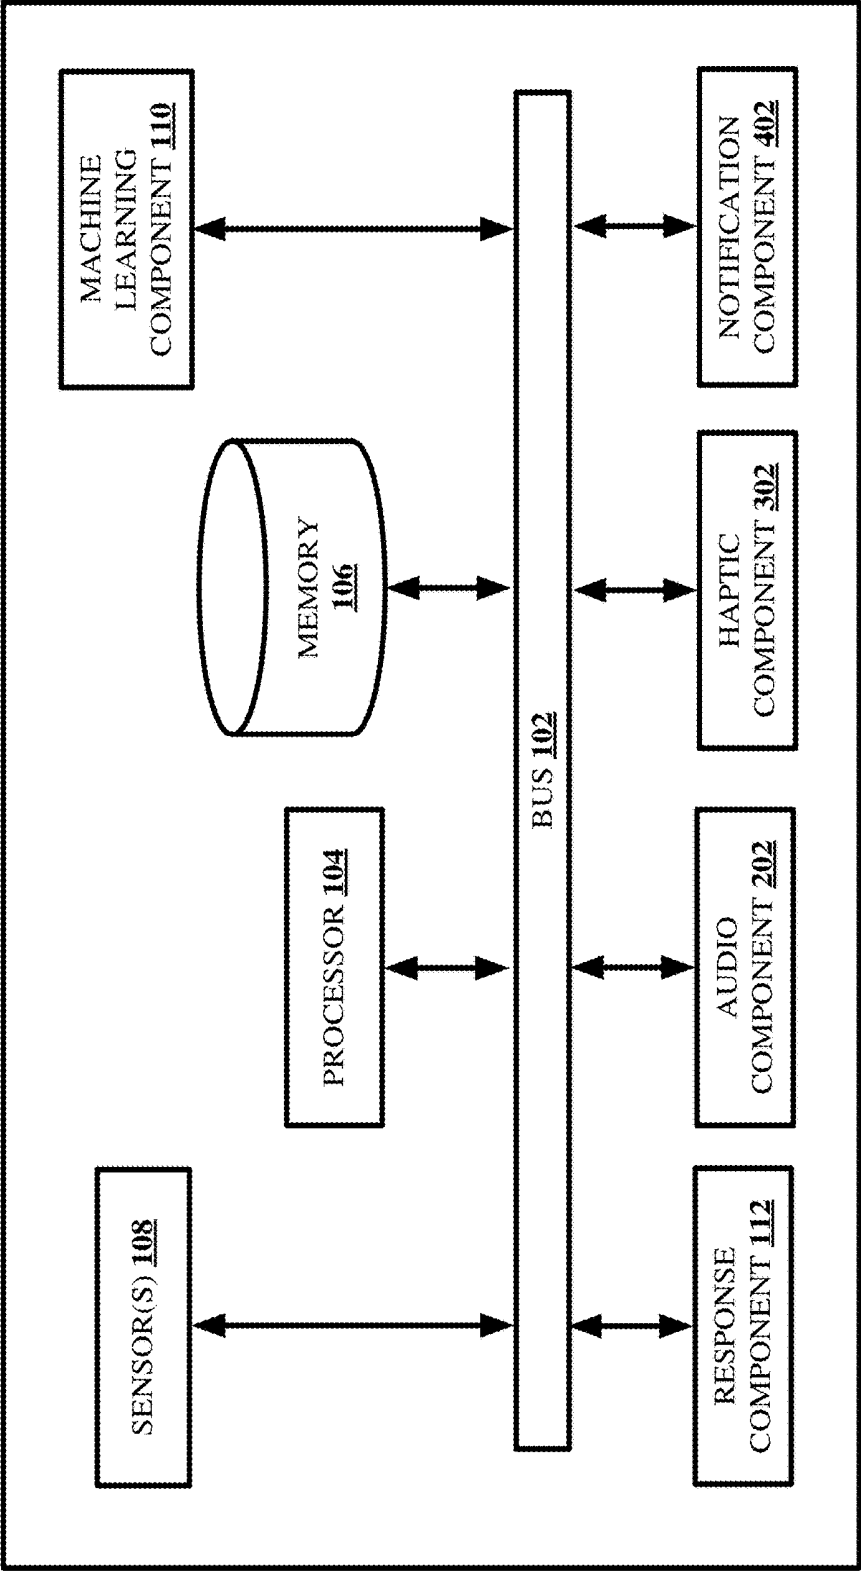 SENSOR(S) 108
PROCESSOR 104
MEMORY
106
MACHINE
LEARNING
COMPONENT 110
BUS 102
RESPONSE
COMPONENT 112
AUDIO
COMPONENT 202
HAPTIC
COMPONENT 302
NOTIFICATION
COMPONENT 402